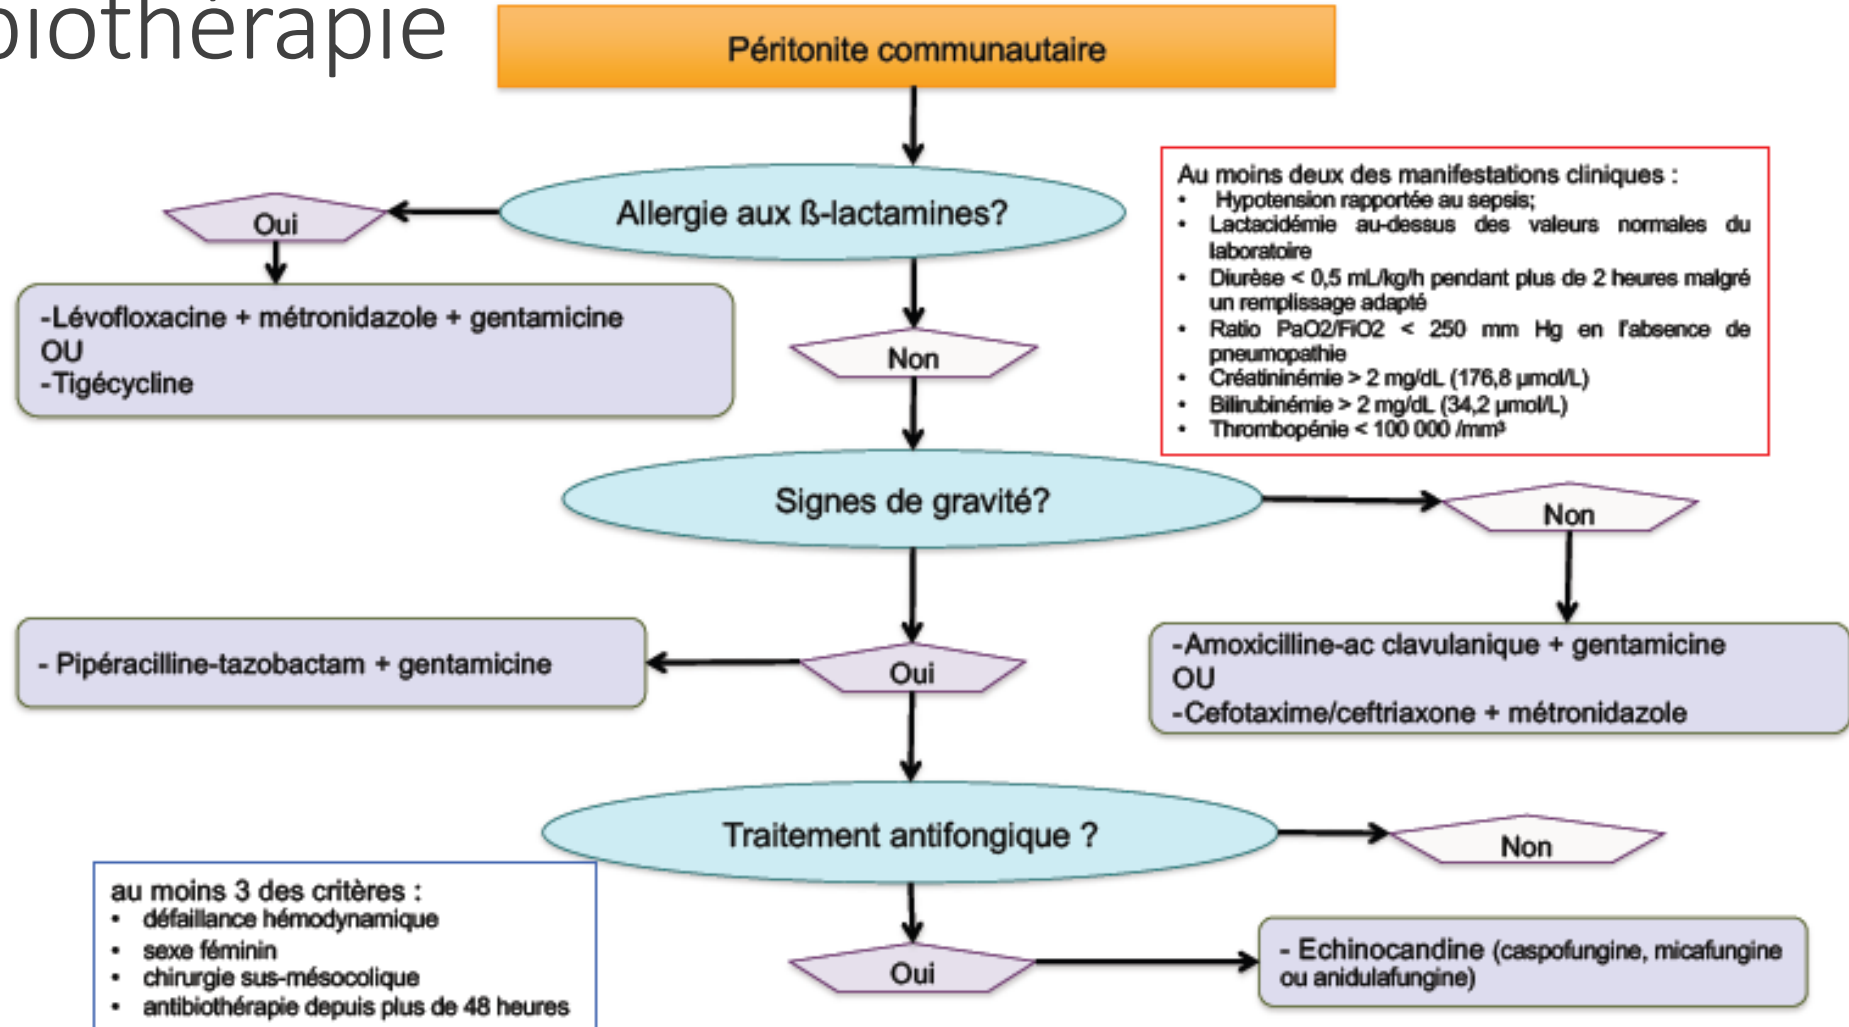 biothérapie
Péritonite communautaire
Allergie aux ß-lactamines?
Oui
-Lévofloxacine + métronidazole + gentamicine
OU
-Tigécycline
Non
Au moins deux des manifestations cliniques :
• Hypotension rapportée au sepsis;
• Lactacidémie au-dessus des valeurs normales du
laboratoire
• Diurèse < 0,5 mL/kg/h pendant plus de 2 heures malgré
un remplissage adapté
• Ratio PaO2/FiO2 < 250 mm Hg en l'absence de
pneumopathie
• Créatininémie > 2 mg/dL (176,8 µmol/L)
• Bilirubinémie > 2 mg/dL (34,2 µmol/L)
• Thrombopénie < 100 000 /mm³
Signes de gravité?
Non
-Amoxicilline-ac clavulanique + gentamicine
OU
-Cefotaxime/ceftriaxone + métronidazole
Oui
- Pipéracilline-tazobactam + gentamicine
Traitement antifongique ?
Non
au moins 3 des critères :
• défaillance hémodynamique
• sexe féminin
• chirurgie sus-mésocolique
• antibiothérapie depuis plus de 48 heures
Oui
- Echinocandine (caspofungine, micafungine
ou anidulafungine)